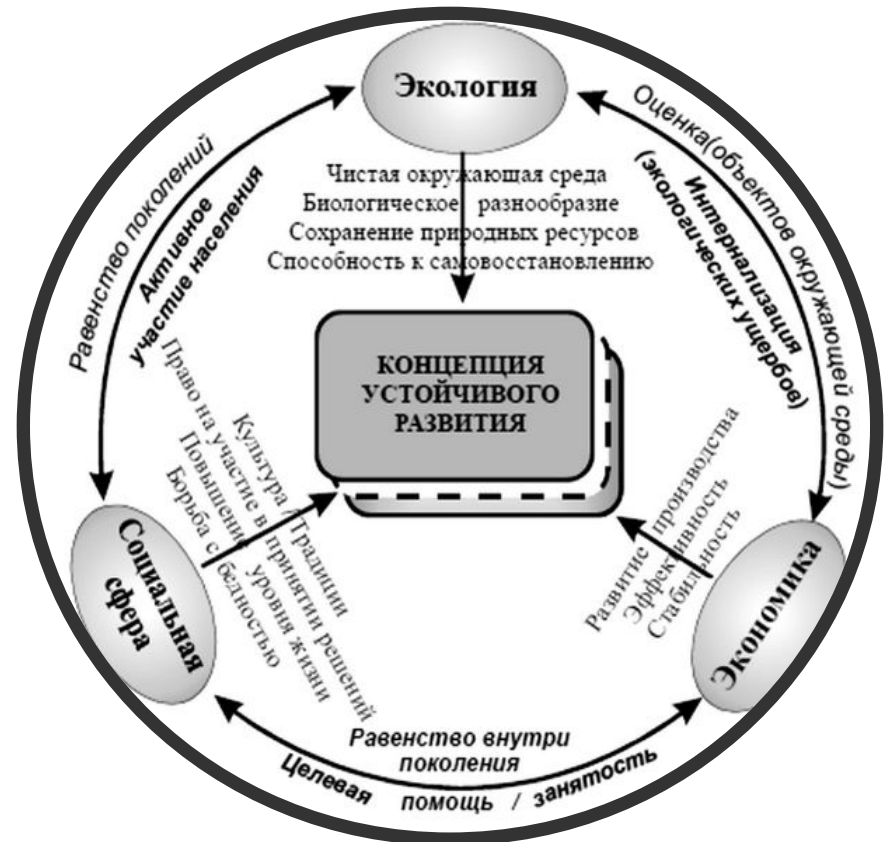 Экология
Равенство поколений
Активное
участие населения
Оценка(объектов окружающей среды)
Интернализация
(экологических ущербов)
Чистая окружающая среда
Биологическое разнообразие
Сохранение природных ресурсов
Способность к самовосстановлению
КОНЦЕПЦИЯ
УСТОЙЧИВОГО
РАЗВИТИЯ
Социальная
сфера
Культура / Традиции
Право на участие в принятии решений
Повышение уровня жизни
Борьба с бедностью
Развитие производства
Эффективность
Стабильность
Экономика
Равенство внутри
поколения
Целевая помощь / занятость